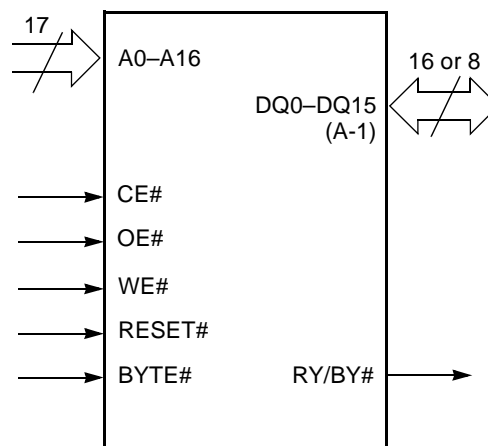 17
A0–A16
16 or 8
DQ0–DQ15
(A-1)
CE#
OE#
WE#
RESET#
BYTE#
RY/BY#